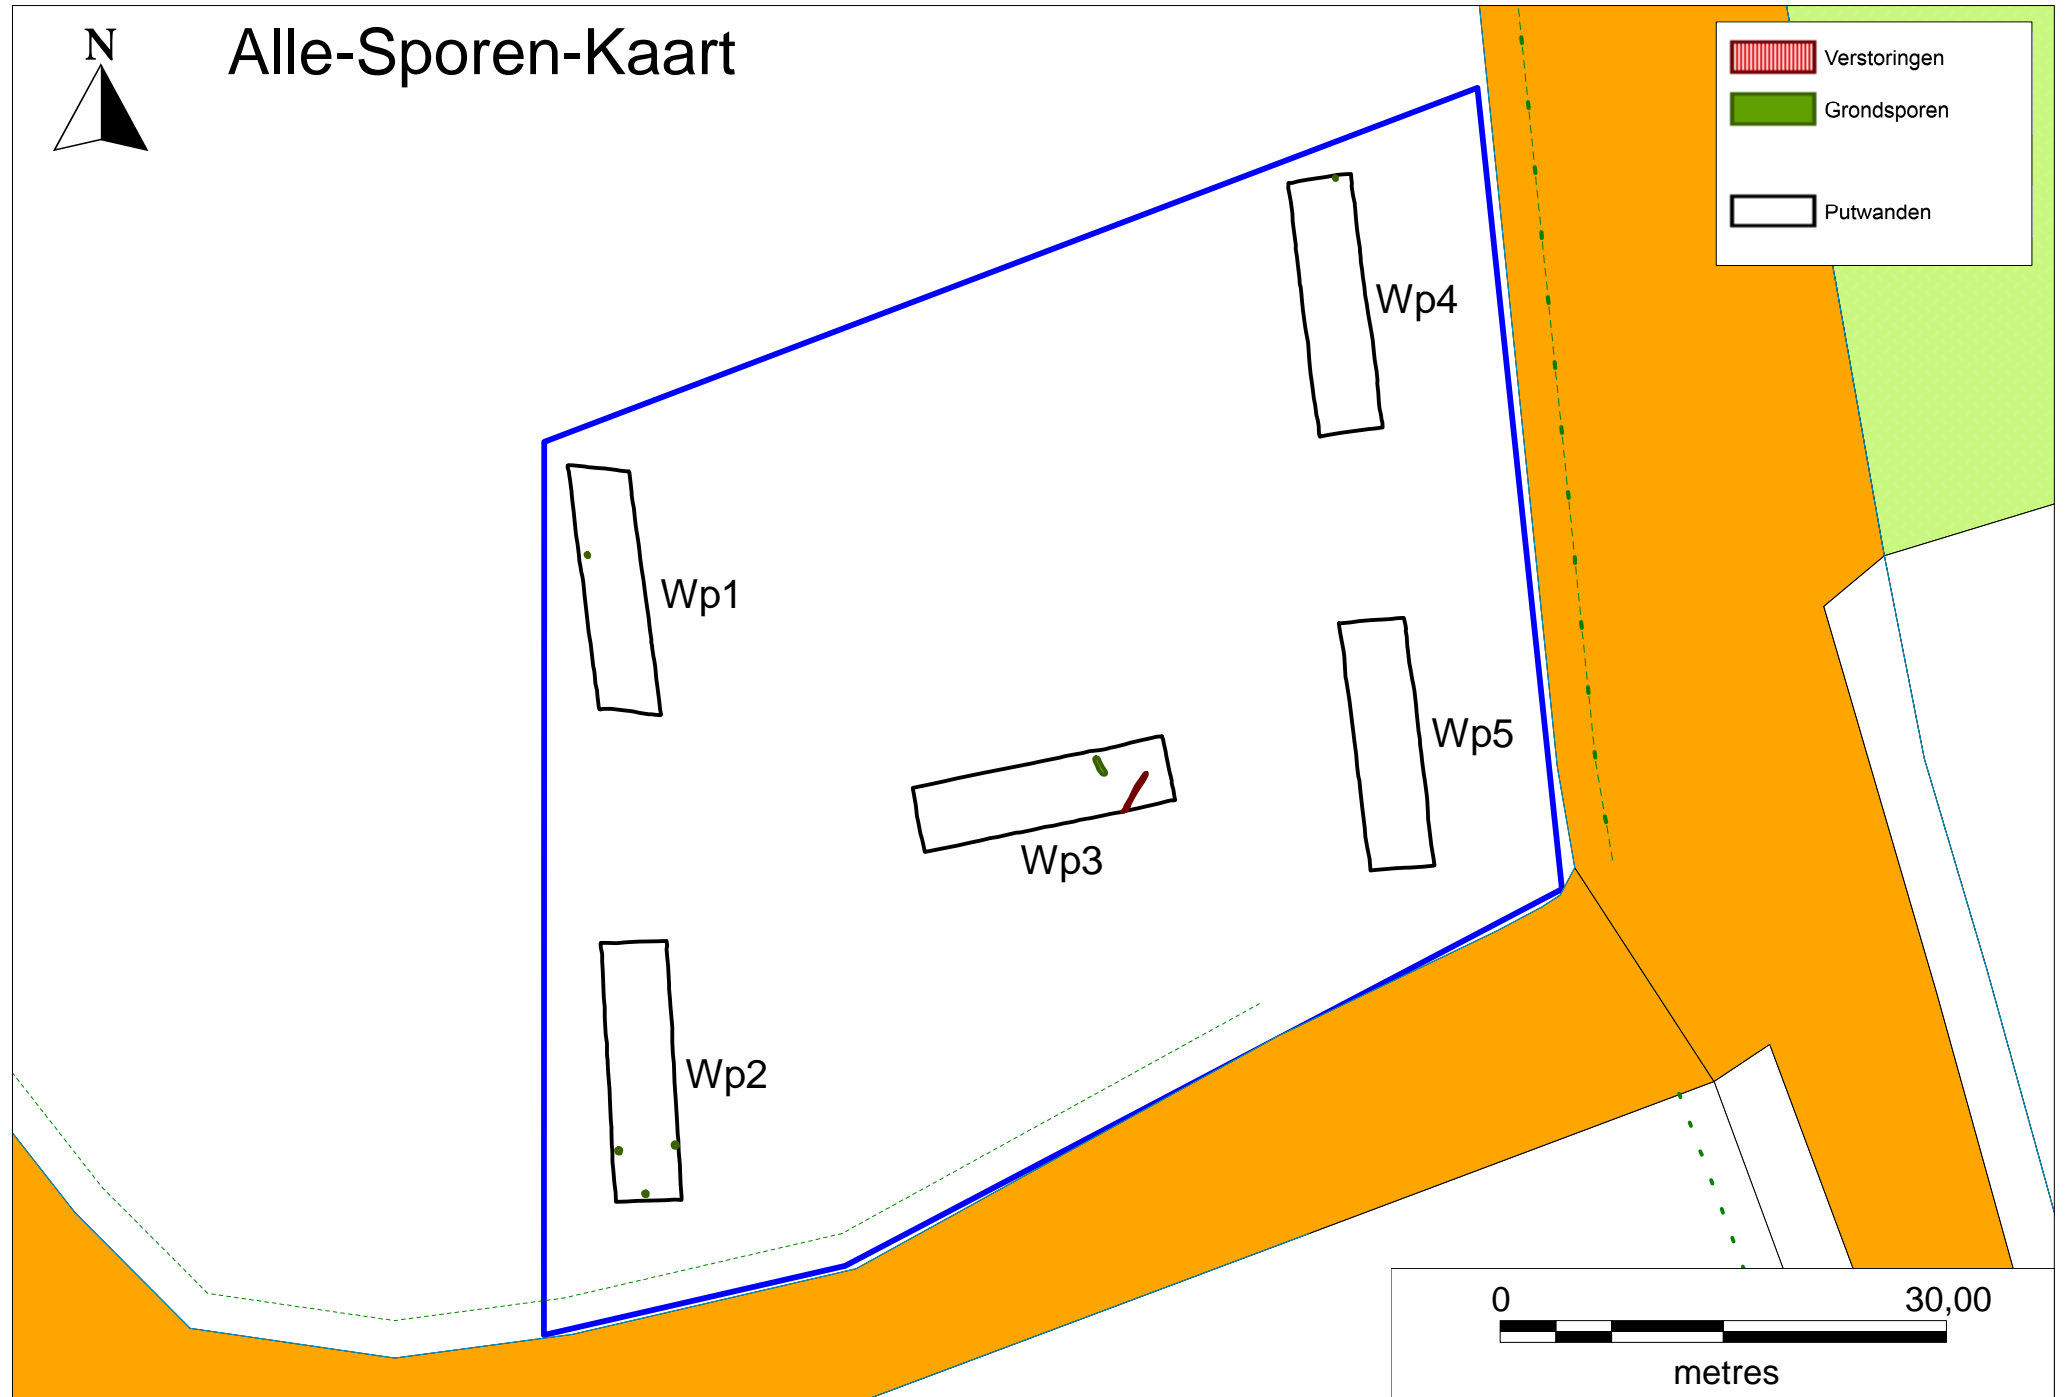 N
Alle-Sporen-Kaart
Verstoringen
Grondsporen
Putwanden
Wp4
Wp1
Wp5
Wp3
Wp2
0 30,00
metres